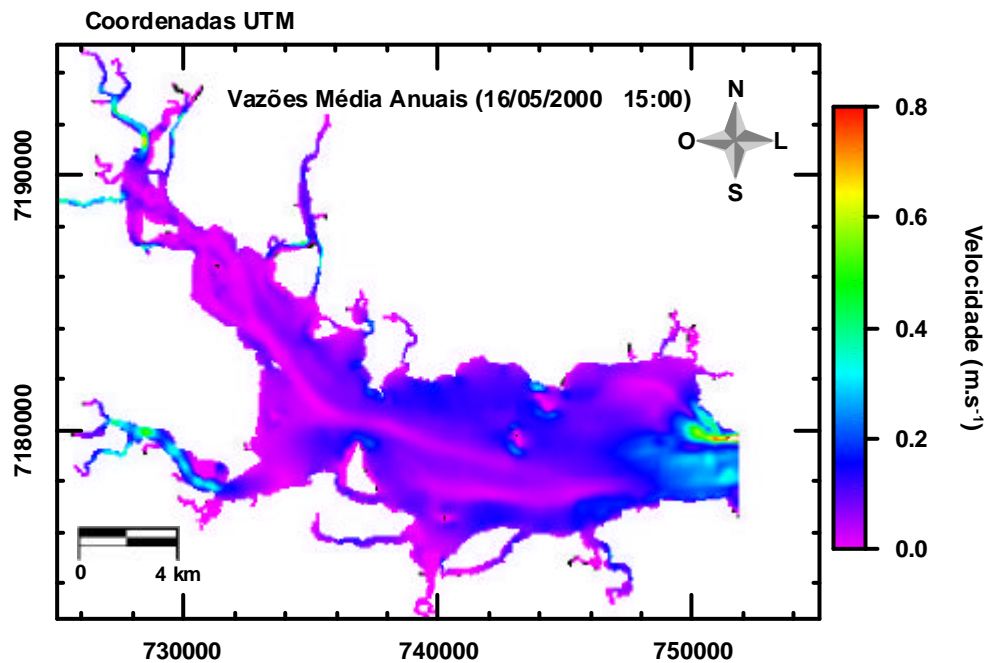 Coordenadas UTM
Vazões Média Anuais (16/05/2000 15:00)
N
O L
S
7190000
7180000
0 4 km
730000 740000 750000
0.8
0.6
0.4
0.2
0.0
Velocidade (m.s-1)